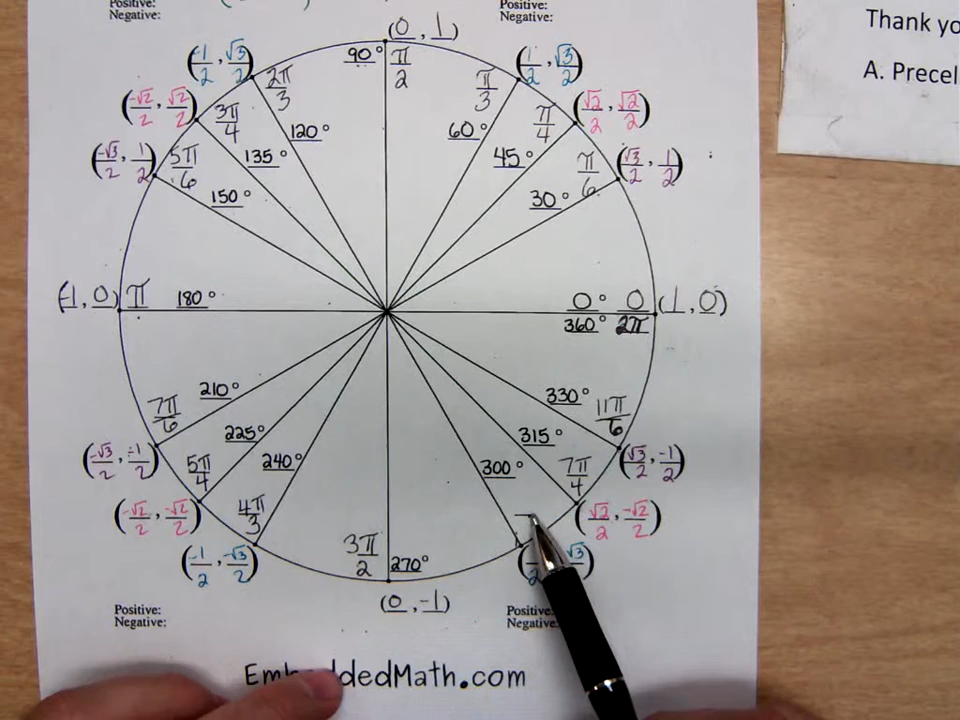 Positive:
Negative:
Positive:
Negative:
Thank yo
A. Precel
(0, 1)
90° π/2
(-1/2, √3/2) 2π/3 120°
(-√2/2, √2/2) 3π/4 135°
(-√3/2, 1/2) 5π/6 150°
π/3 60° (1/2, √3/2)
π/4 45° (√2/2, √2/2)
π/6 30° (√3/2, 1/2)
(-1, 0) π 180°
0° 0 (1, 0)
360° 2π
7π/6 210° (-√3/2, -1/2)
5π/4 225° (-√2/2, -√2/2)
4π/3 240° (-1/2, -√3/2)
330° 11π/6 (√3/2, -1/2)
315° 7π/4 (√2/2, -√2/2)
300°
3π/2 270°
(0, -1)
Positive:
Negative:
Positive:
Negative: